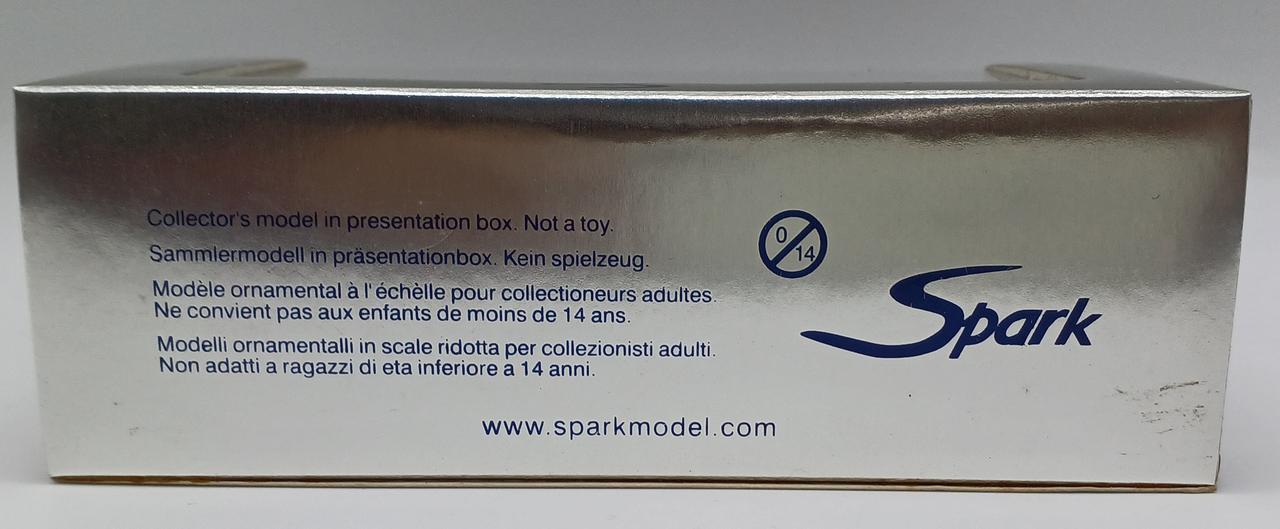 Collector's model in presentation box. Not a toy.
Sammlermodell in präsentationbox. Kein spielzeug.
Modèle ornamental à l'échèlle pour collectioneurs adultes.
Ne convient pas aux enfants de moins de 14 ans.
Modelli ornamentalli in scale ridotta per collezionisti adulti.
Non adatti a ragazzi di eta inferiore a 14 anni.
0
14
Spark
www.sparkmodel.com